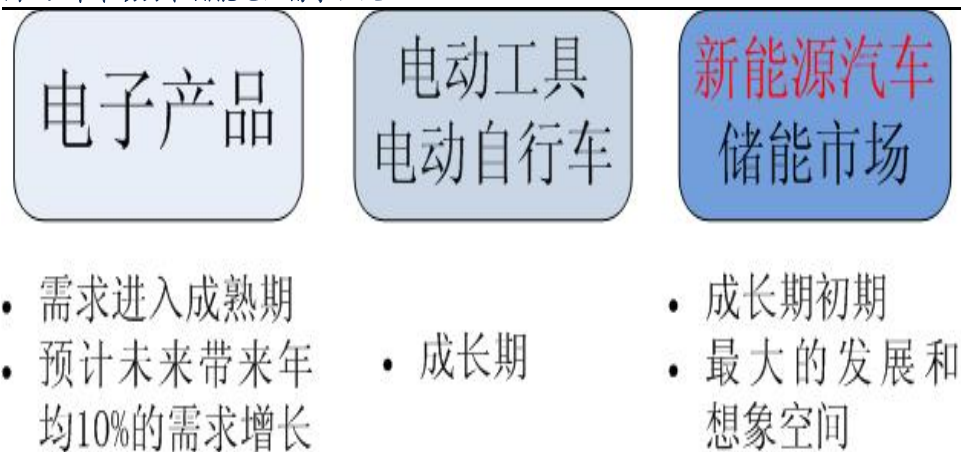 电子产品
电动工具
电动自行车
新能源汽车
储能市场
• 需求进入成熟期
• 预计未来带来年
均10%的需求增长
• 成长期
• 成长期初期
• 最大的发展和
想象空间